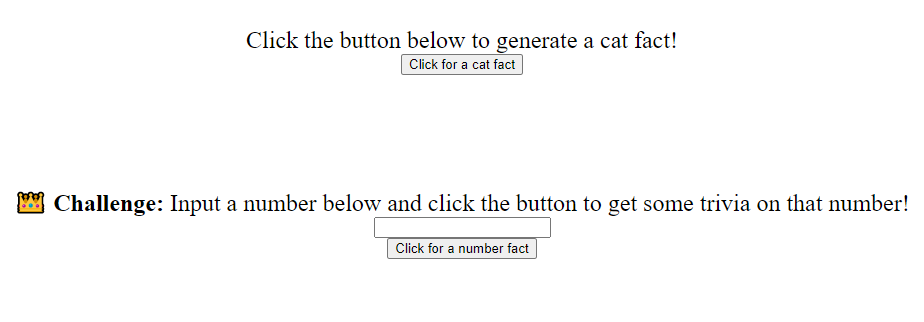 Click the button below to generate a cat fact!
Click for a cat fact
👑 Challenge: Input a number below and click the button to get some trivia on that number!
Click for a number fact